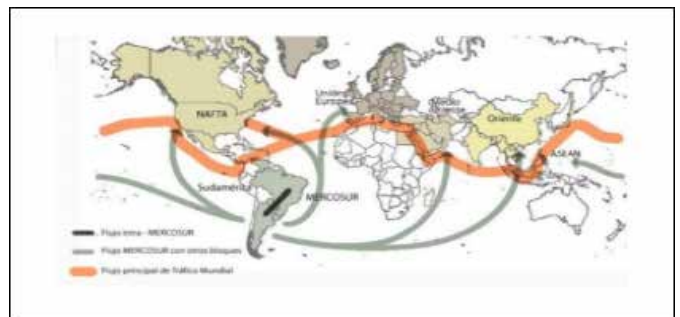 NAFTA
Unión
Europea
Medio
Oriente
Oriente
ASEAN
Sudamérica
MERCOSUR
Flujo intra - MERCOSUR
Flujo MERCOSUR con otros bloques
Flujo principal de Tráfico Mundial